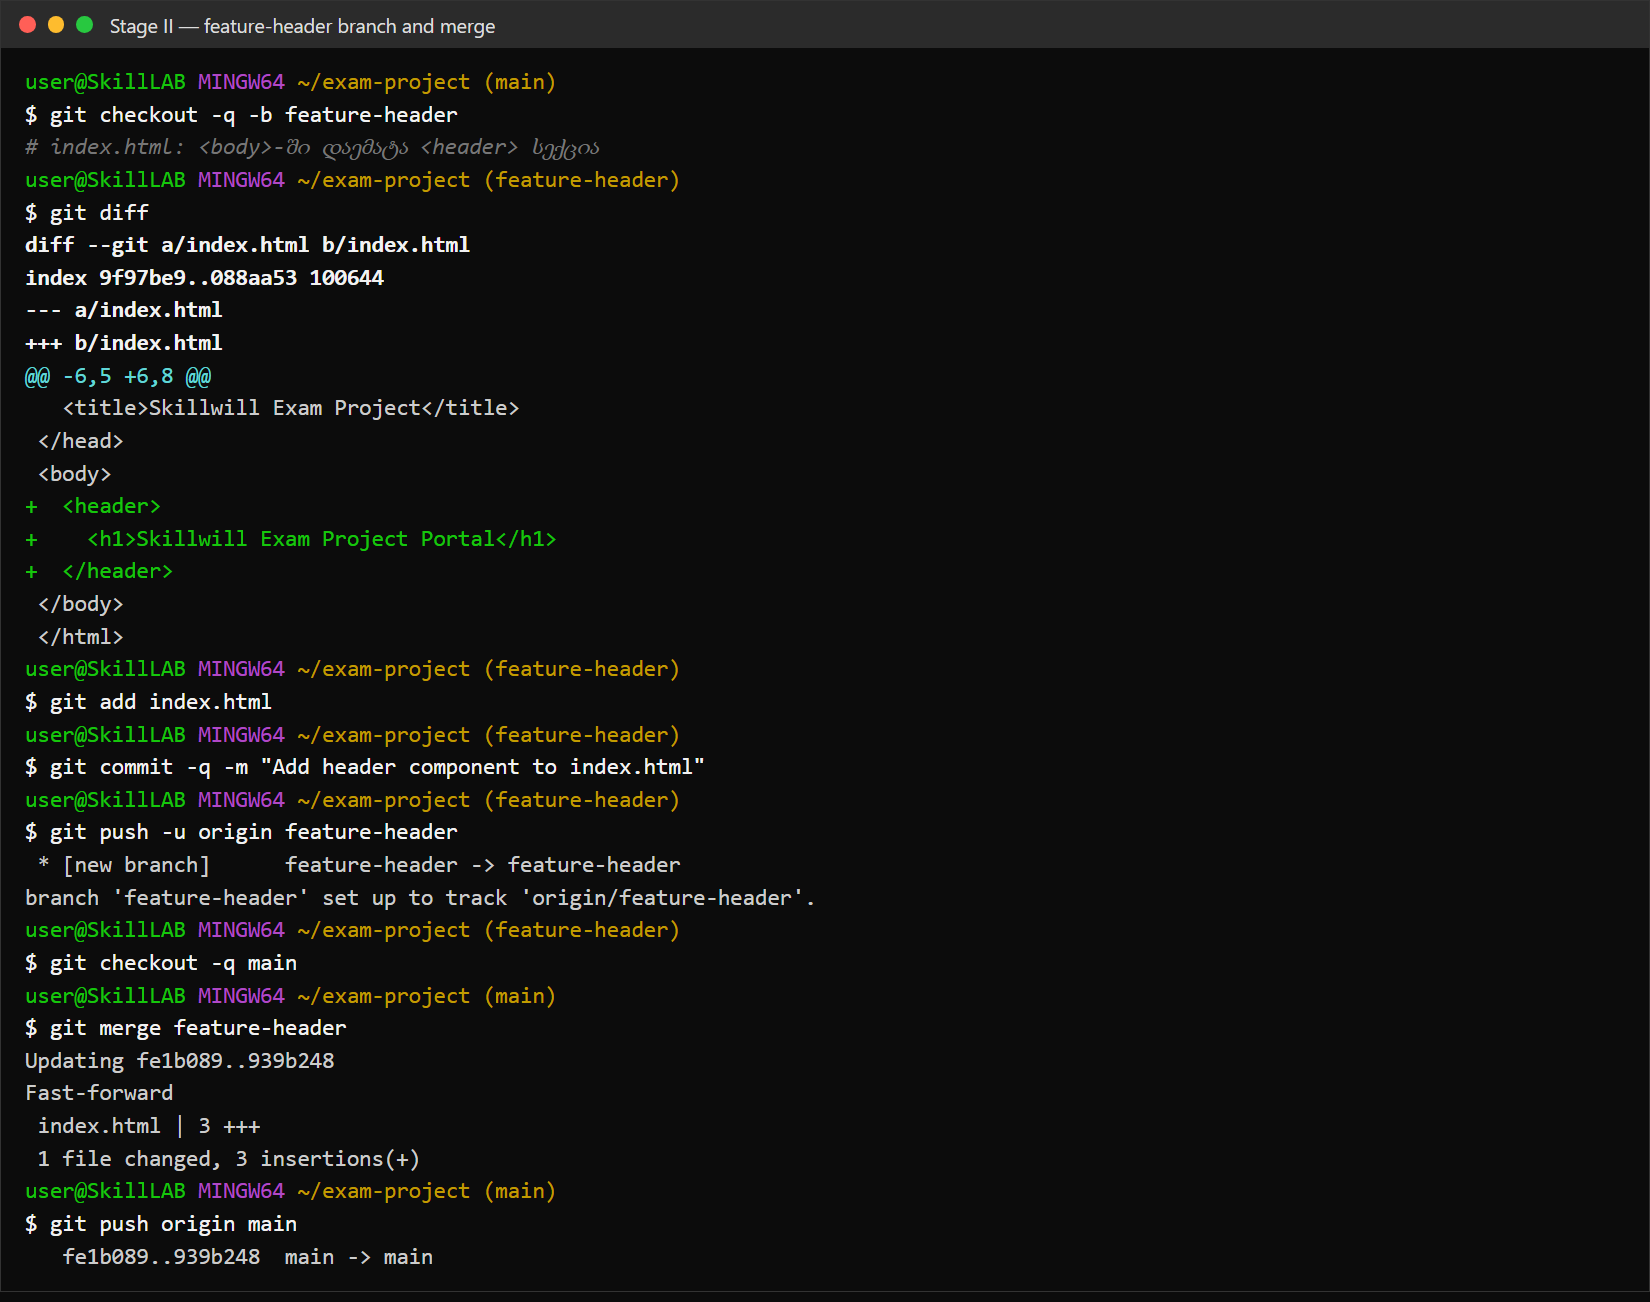 Stage II — feature-header branch and merge
user@SkillLAB MINGW64 ~/exam-project (main)
$ git checkout -q -b feature-header
# index.html: <body>-ში დაემატა <header> სექცია
user@SkillLAB MINGW64 ~/exam-project (feature-header)
$ git diff
diff --git a/index.html b/index.html
index 9f97be9..088aa53 100644
--- a/index.html
+++ b/index.html
@@ -6,5 +6,8 @@
   <title>Skillwill Exam Project</title>
 </head>
 <body>
+  <header>
+    <h1>Skillwill Exam Project Portal</h1>
+  </header>
 </body>
 </html>
user@SkillLAB MINGW64 ~/exam-project (feature-header)
$ git add index.html
user@SkillLAB MINGW64 ~/exam-project (feature-header)
$ git commit -q -m "Add header component to index.html"
user@SkillLAB MINGW64 ~/exam-project (feature-header)
$ git push -u origin feature-header
 * [new branch]      feature-header -> feature-header
branch 'feature-header' set up to track 'origin/feature-header'.
user@SkillLAB MINGW64 ~/exam-project (feature-header)
$ git checkout -q main
user@SkillLAB MINGW64 ~/exam-project (main)
$ git merge feature-header
Updating fe1b089..939b248
Fast-forward
 index.html | 3 +++
 1 file changed, 3 insertions(+)
user@SkillLAB MINGW64 ~/exam-project (main)
$ git push origin main
   fe1b089..939b248  main -> main